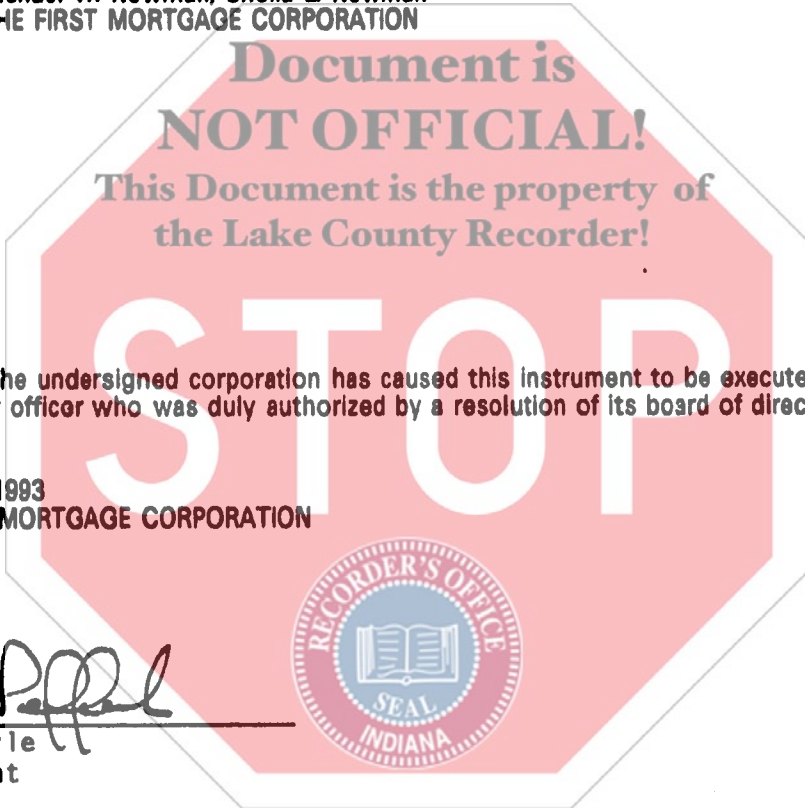 HE FIRST MORTGAGE CORPORATION
Document is
NOT OFFICIAL!
This Document is the property of
the Lake County Recorder!
STOP
he undersigned corporation has caused this instrument to be execute
officer who was duly authorized by a resolution of its board of direc
1993
MORTGAGE CORPORATION
RECORDER'S OFFICE
SEAL
INDIANA
le
t